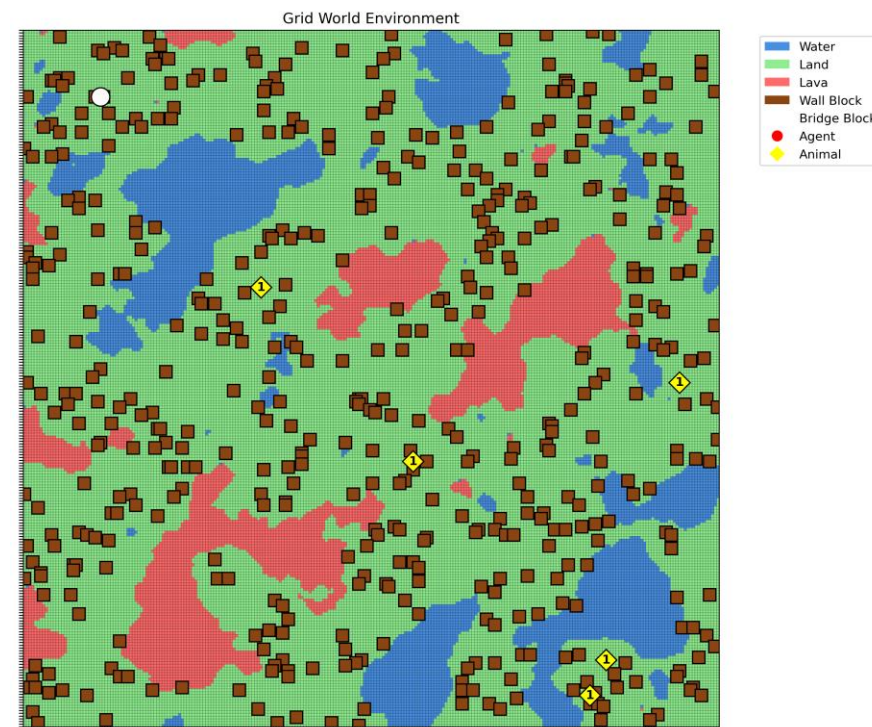 Grid World Environment
Water
Land
Lava
Wall Block
Bridge Block
Agent
Animal
1
1
1
1
1